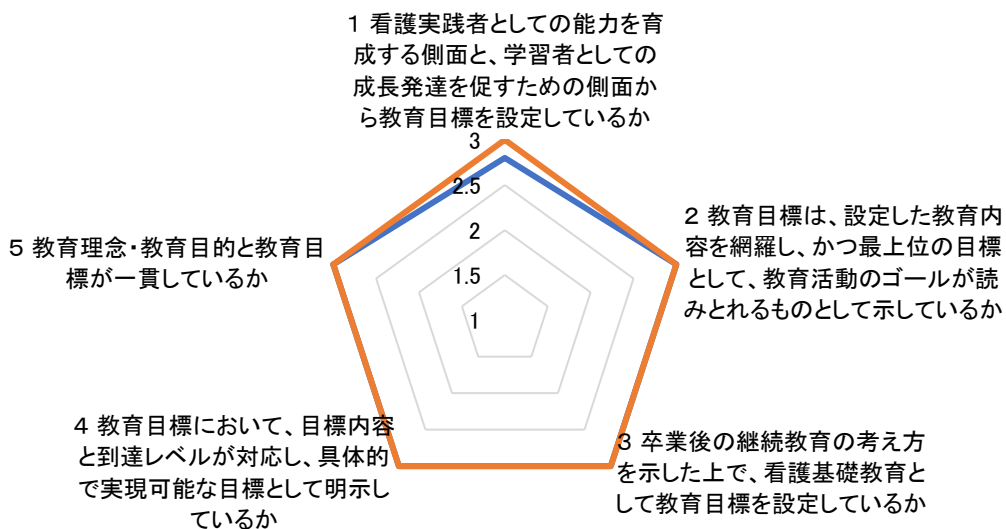 1 看護実践者としての能力を育
成する側面と、学習者としての
成長発達を促すための側面か
ら教育目標を設定しているか
3
2.5
2
1.5
1
2 教育目標は、設定した教育内
容を網羅し、かつ最上位の目標
として、教育活動のゴールが読
みとれるものとして示しているか
3 卒業後の継続教育の考え方
を示した上で、看護基礎教育と
して教育目標を設定しているか
4 教育目標において、目標内容
と到達レベルが対応し、具体的
で実現可能な目標として明示し
ているか
5 教育理念・教育目的と教育目
標が一貫しているか